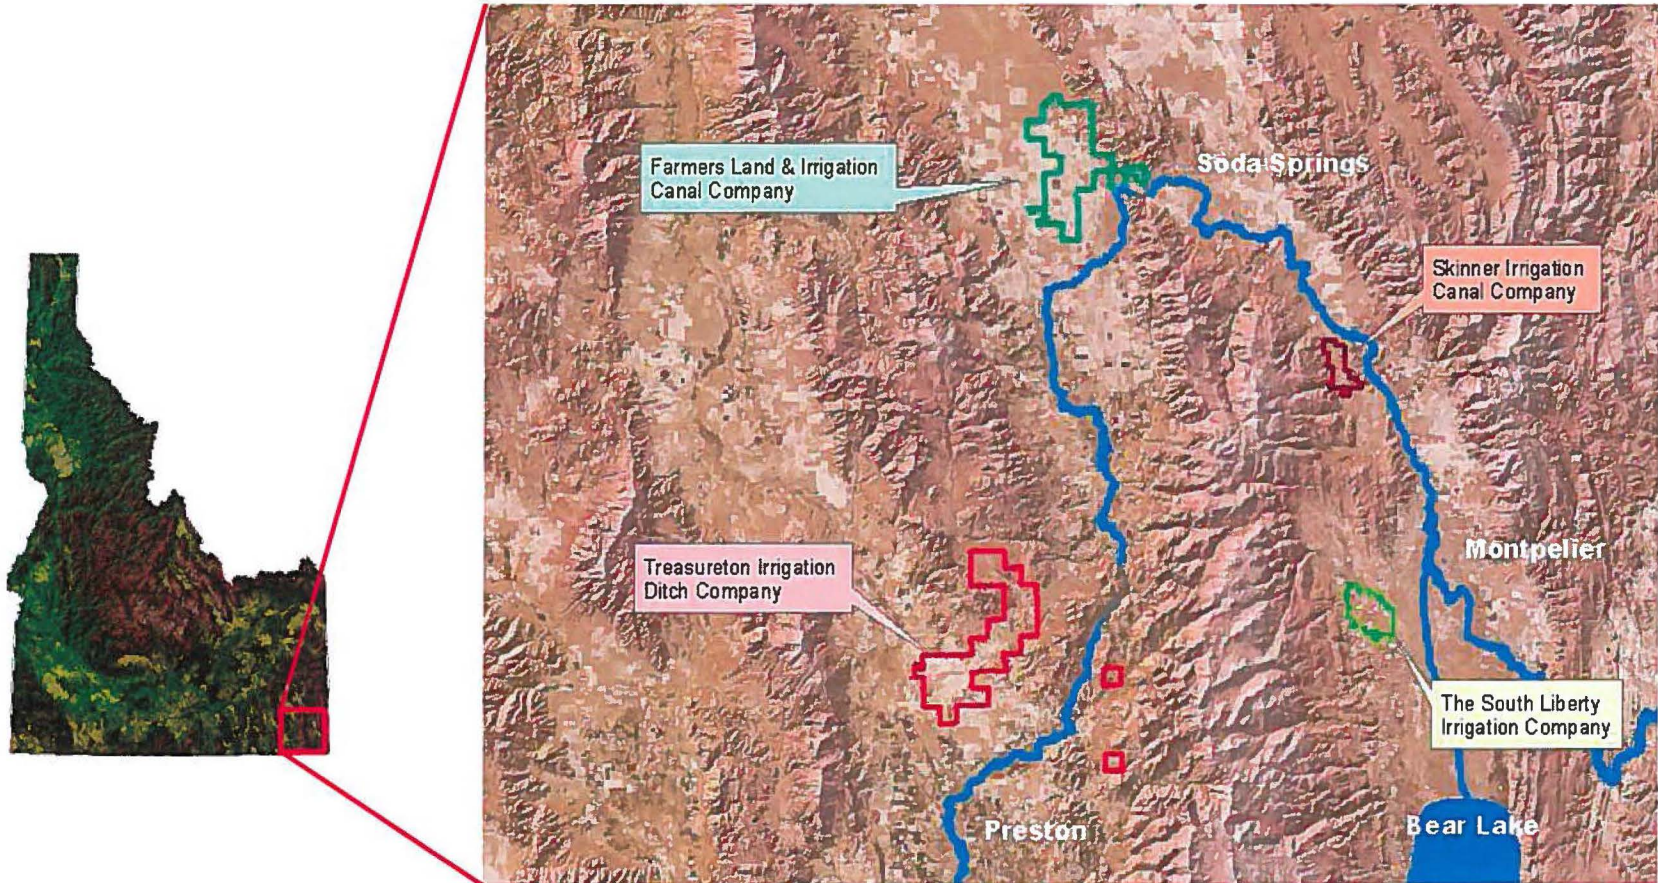 Farmers Land & Irrigation
Canal Company
Soda Springs
Skinner Irrigation
Canal Company
Treasureton Irrigation
Ditch Company
Montpelier
The South Liberty
Irrigation Company
Preston
Bear Lake